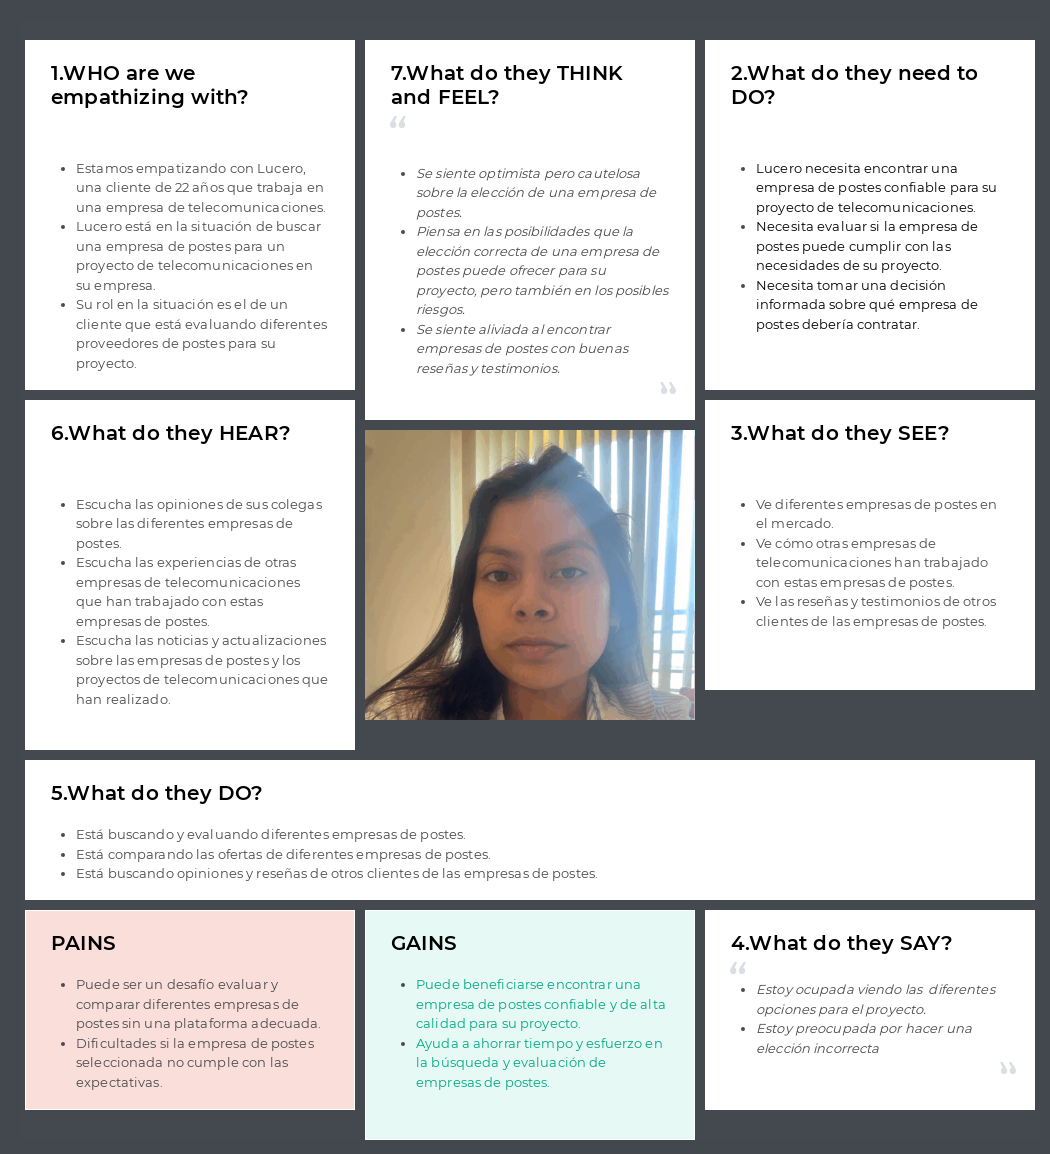 1.WHO are we
empathizing with?
Estamos empatizando con Lucero,
una cliente de 22 años que trabaja en
una empresa de telecomunicaciones.
Lucero está en la situación de buscar
una empresa de postes para un
proyecto de telecomunicaciones en
su empresa.
Su rol en la situación es el de un
cliente que está evaluando diferentes
proveedores de postes para su
proyecto.
7.What do they THINK
and FEEL?
“
Se siente optimista pero cautelosa
sobre la elección de una empresa de
postes.
Piensa en las posibilidades que la
elección correcta de una empresa de
postes puede ofrecer para su
proyecto, pero también en los posibles
riesgos.
Se siente aliviada al encontrar
empresas de postes con buenas
reseñas y testimonios.
”
2.What do they need to
DO?
Lucero necesita encontrar una
empresa de postes confiable para su
proyecto de telecomunicaciones.
Necesita evaluar si la empresa de
postes puede cumplir con las
necesidades de su proyecto.
Necesita tomar una decisión
informada sobre qué empresa de
postes debería contratar.
6.What do they HEAR?
Escucha las opiniones de sus colegas
sobre las diferentes empresas de
postes.
Escucha las experiencias de otras
empresas de telecomunicaciones
que han trabajado con estas
empresas de postes.
Escucha las noticias y actualizaciones
sobre las empresas de postes y los
proyectos de telecomunicaciones que
han realizado.
3.What do they SEE?
Ve diferentes empresas de postes en
el mercado.
Ve cómo otras empresas de
telecomunicaciones han trabajado
con estas empresas de postes.
Ve las reseñas y testimonios de otros
clientes de las empresas de postes.
5.What do they DO?
Está buscando y evaluando diferentes empresas de postes.
Está comparando las ofertas de diferentes empresas de postes.
Está buscando opiniones y reseñas de otros clientes de las empresas de postes.
PAINS
Puede ser un desafío evaluar y
comparar diferentes empresas de
postes sin una plataforma adecuada.
Dificultades si la empresa de postes
seleccionada no cumple con las
expectativas.
GAINS
Puede beneficiarse encontrar una
empresa de postes confiable y de alta
calidad para su proyecto.
Ayuda a ahorrar tiempo y esfuerzo en
la búsqueda y evaluación de
empresas de postes.
4.What do they SAY?
“
Estoy ocupada viendo las diferentes
opciones para el proyecto.
Estoy preocupada por hacer una
elección incorrecta
”